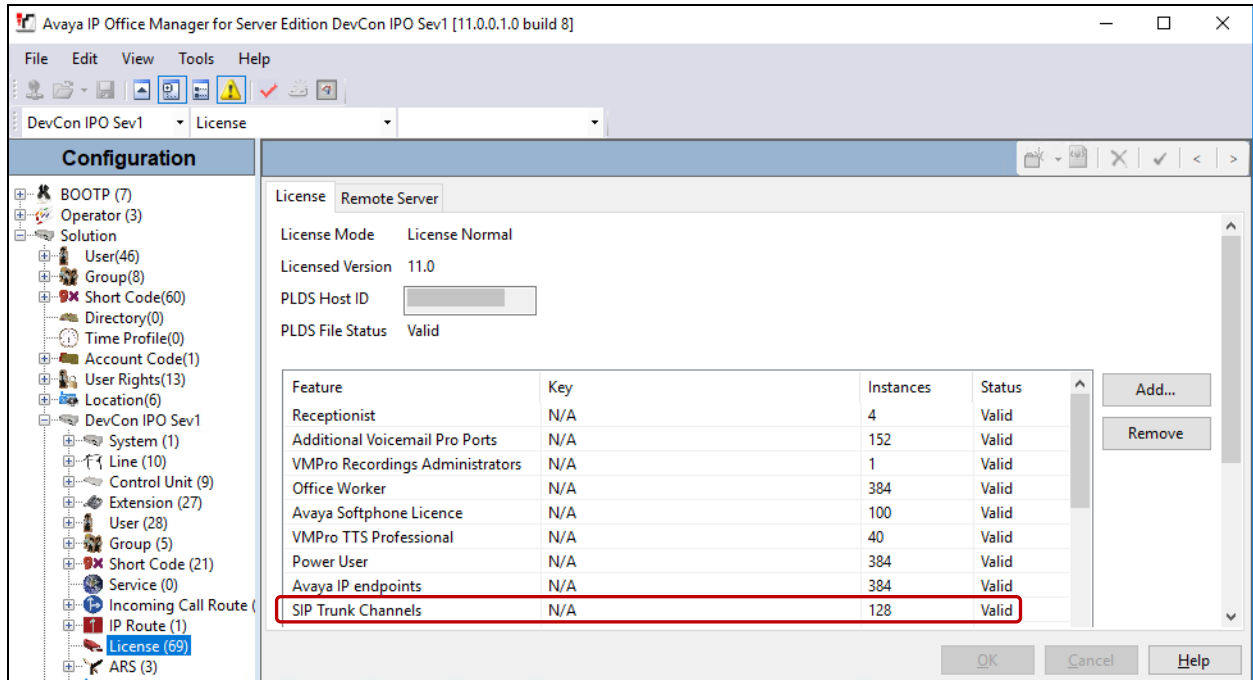 Avaya IP Office Manager for Server Edition DevCon IPO Sev1 [11.0.0.1.0 build 8]
File Edit View Tools Help
DevCon IPO Sev1 License
Configuration
BOOTP (7)
Operator (3)
Solution
User(46)
Group(8)
Short Code(60)
Directory(0)
Time Profile(0)
Account Code(1)
User Rights(13)
Location(6)
DevCon IPO Sev1
System (1)
Line (10)
Control Unit (9)
Extension (27)
User (28)
Group (5)
Short Code (21)
Service (0)
Incoming Call Route (
IP Route (1)
License (69)
ARS (3)
License Remote Server
License Mode License Normal
Licensed Version 11.0
PLDS Host ID
PLDS File Status Valid
Feature Key Instances Status
Receptionist N/A 4 Valid
Additional Voicemail Pro Ports N/A 152 Valid
VMPro Recordings Administrators N/A 1 Valid
Office Worker N/A 384 Valid
Avaya Softphone Licence N/A 100 Valid
VMPro TTS Professional N/A 40 Valid
Power User N/A 384 Valid
Avaya IP endpoints N/A 384 Valid
SIP Trunk Channels N/A 128 Valid
Add...
Remove
OK Cancel Help